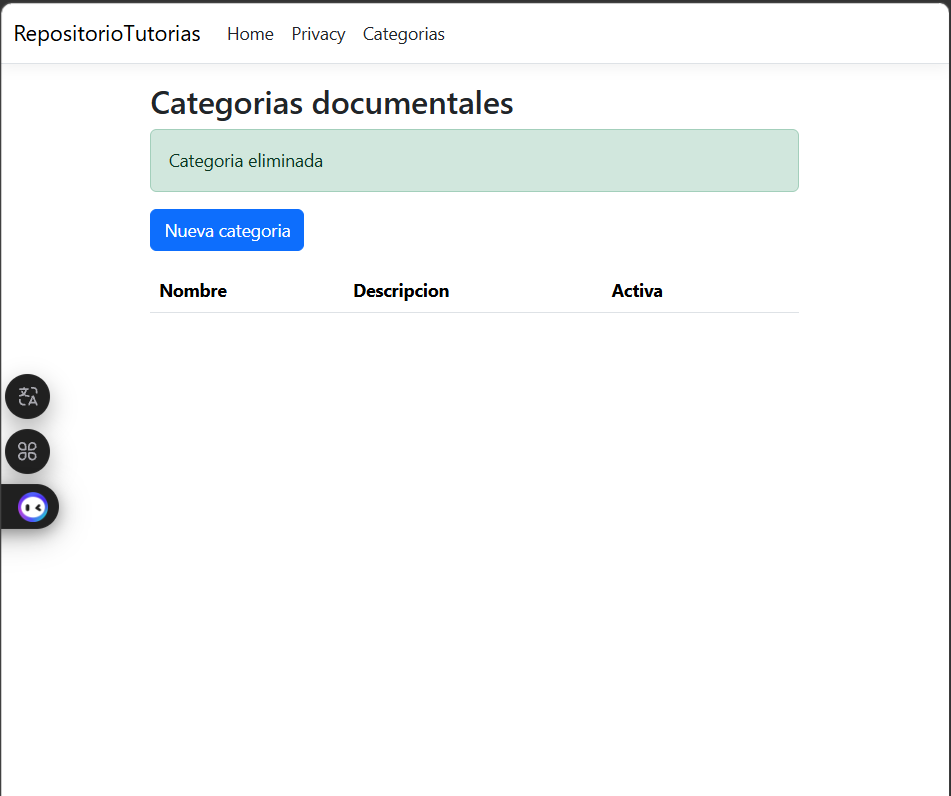 RepositorioTutorias Home Privacy Categorias
Categorias documentales
Categoria eliminada
Nueva categoria
Nombre Descripcion Activa